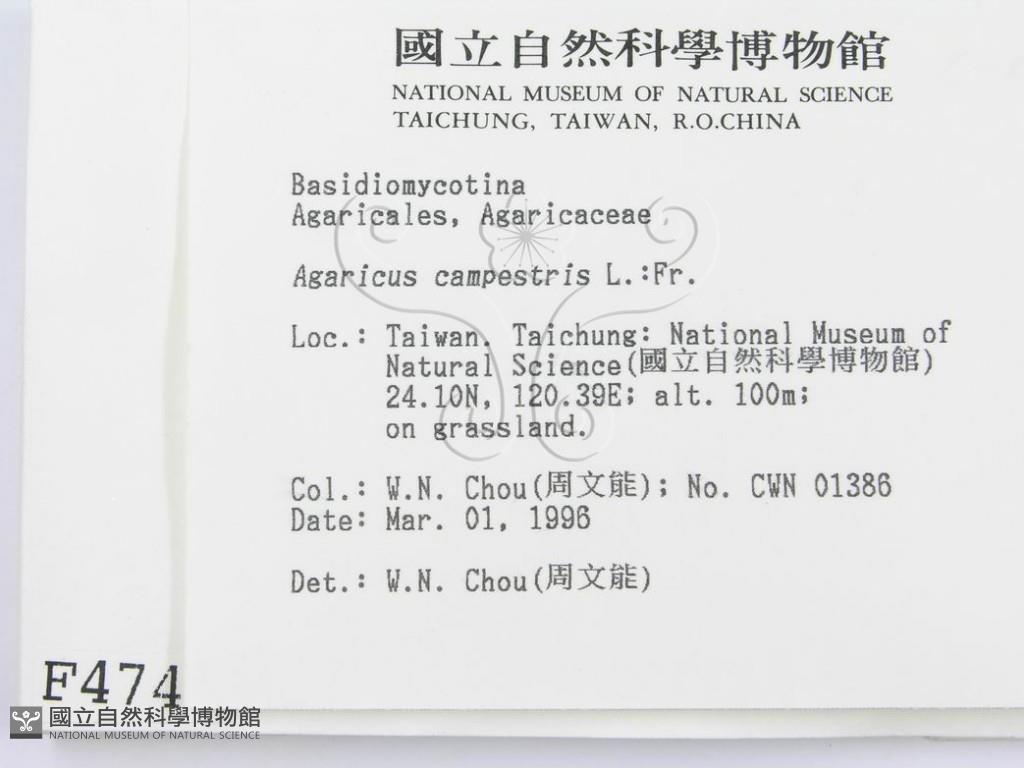 國立自然科學博物館
NATIONAL MUSEUM OF NATURAL SCIENCE
TAICHUNG, TAIWAN, R.O.CHINA
Basidiomycotina
Agaricales, Agaricaceae
Agaricus campestris L.:Fr.
Loc.: Taiwan. Taichung: National Museum of
Natural Science(國立自然科學博物館)
24.10N, 120.39E; alt. 100m;
on grassland.
Col.: W.N. Chou(周文能); No. CWN 01386
Date: Mar. 01, 1996
Det.: W.N. Chou(周文能)
F474
國立自然科學博物館
NATIONAL MUSEUM OF NATURAL SCIENCE